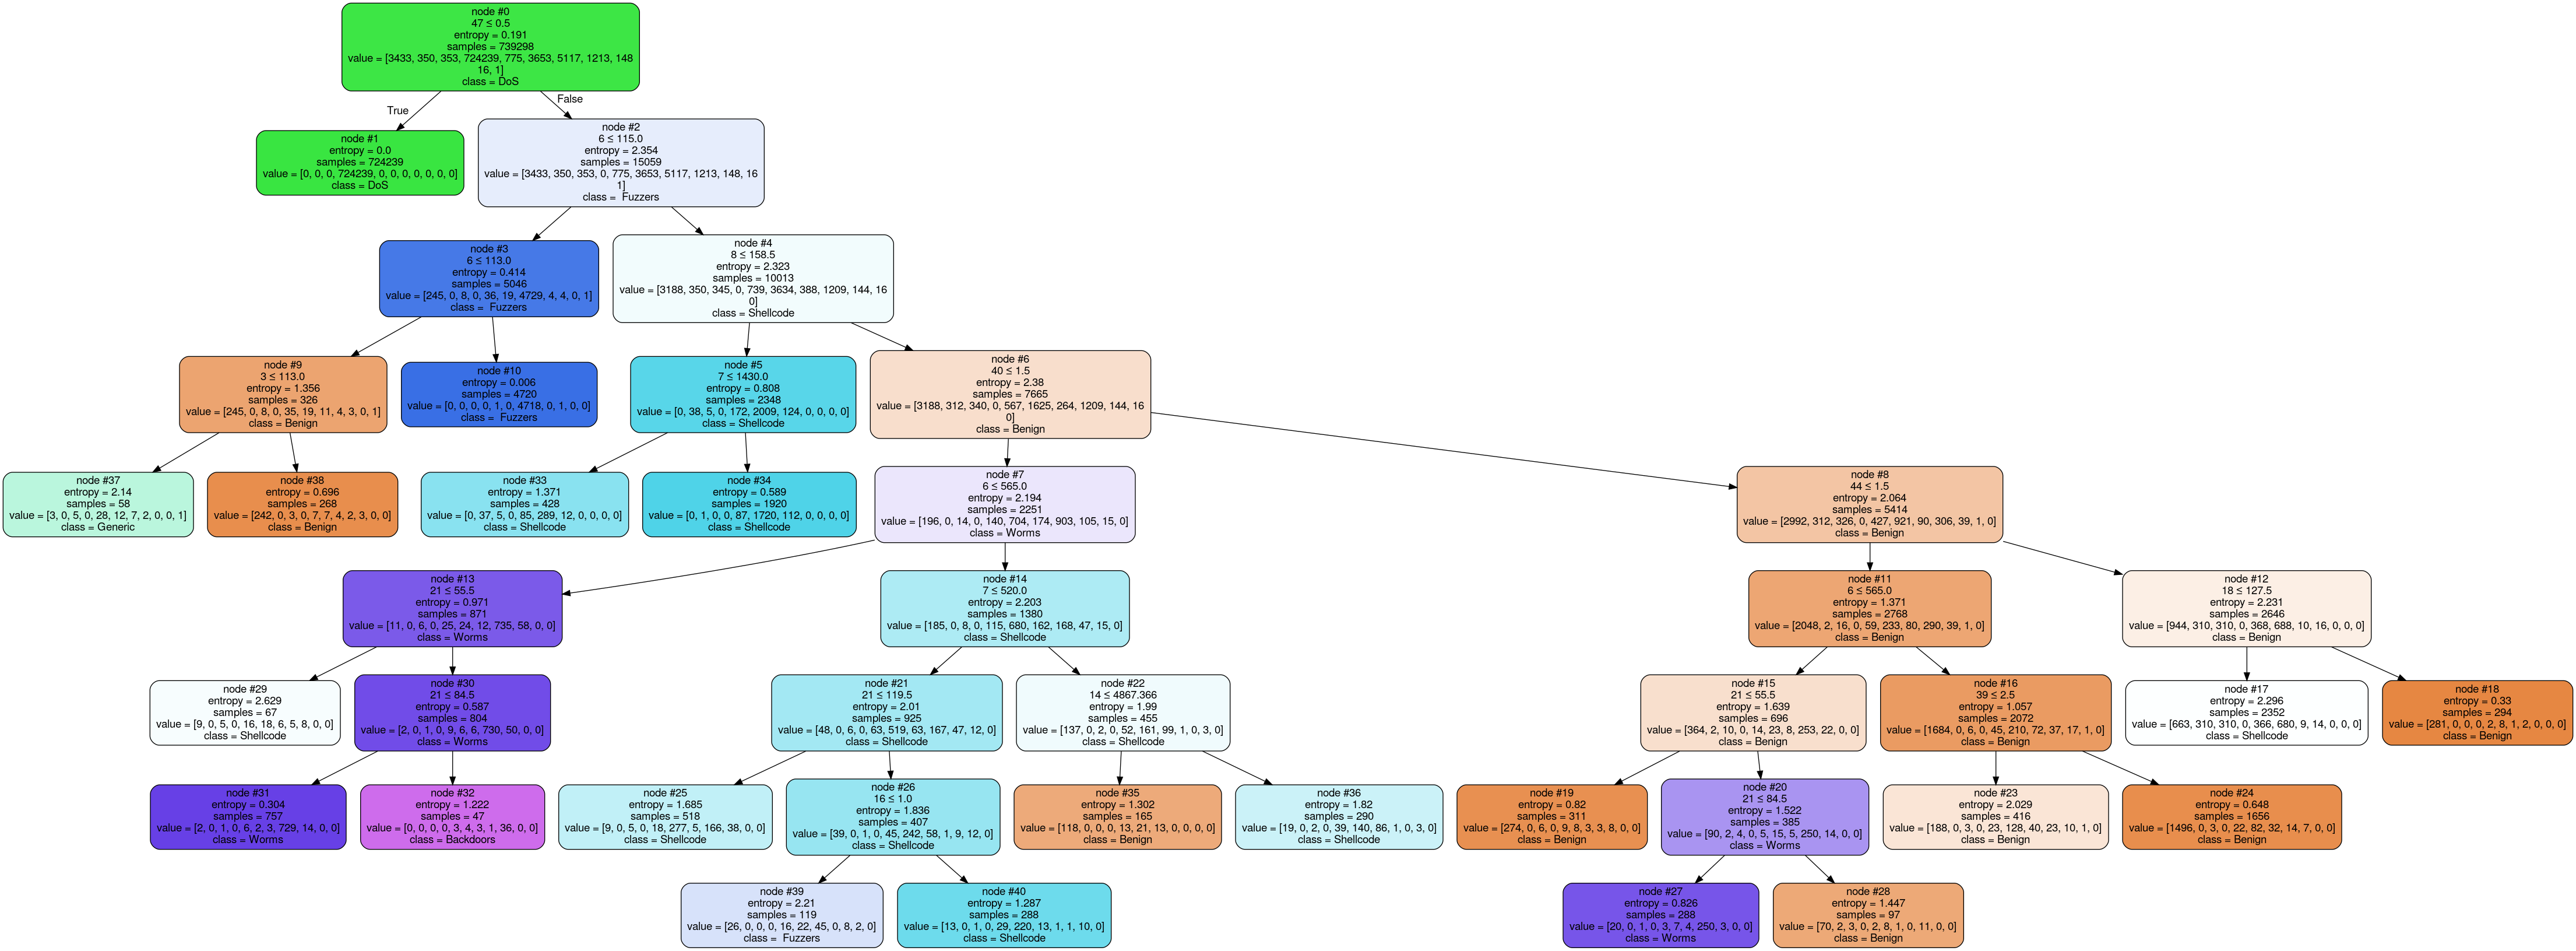 node #0
47 ≤ 0.5
entropy = 0.191
samples = 739298
value = [3433, 350, 353, 724239, 775, 3653, 5117, 1213, 148
16, 1]
class = DoS
True
False
node #1
entropy = 0.0
samples = 724239
value = [0, 0, 0, 724239, 0, 0, 0, 0, 0, 0, 0]
class = DoS
node #2
6 ≤ 115.0
entropy = 2.354
samples = 15059
value = [3433, 350, 353, 0, 775, 3653, 5117, 1213, 148, 16
1]
class =  Fuzzers
node #3
6 ≤ 113.0
entropy = 0.414
samples = 5046
value = [245, 0, 8, 0, 36, 19, 4729, 4, 4, 0, 1]
class =  Fuzzers
node #4
8 ≤ 158.5
entropy = 2.323
samples = 10013
value = [3188, 350, 345, 0, 739, 3634, 388, 1209, 144, 16
0]
class = Shellcode
node #9
3 ≤ 113.0
entropy = 1.356
samples = 326
value = [245, 0, 8, 0, 35, 19, 11, 4, 3, 0, 1]
class = Benign
node #10
entropy = 0.006
samples = 4720
value = [0, 0, 0, 0, 1, 0, 4718, 0, 1, 0, 0]
class =  Fuzzers
node #5
7 ≤ 1430.0
entropy = 0.808
samples = 2348
value = [0, 38, 5, 0, 172, 2009, 124, 0, 0, 0, 0]
class = Shellcode
node #6
40 ≤ 1.5
entropy = 2.38
samples = 7665
value = [3188, 312, 340, 0, 567, 1625, 264, 1209, 144, 16
0]
class = Benign
node #37
entropy = 2.14
samples = 58
value = [3, 0, 5, 0, 28, 12, 7, 2, 0, 0, 1]
class = Generic
node #38
entropy = 0.696
samples = 268
value = [242, 0, 3, 0, 7, 7, 4, 2, 3, 0, 0]
class = Benign
node #33
entropy = 1.371
samples = 428
value = [0, 37, 5, 0, 85, 289, 12, 0, 0, 0, 0]
class = Shellcode
node #34
entropy = 0.589
samples = 1920
value = [0, 1, 0, 0, 87, 1720, 112, 0, 0, 0, 0]
class = Shellcode
node #7
6 ≤ 565.0
entropy = 2.194
samples = 2251
value = [196, 0, 14, 0, 140, 704, 174, 903, 105, 15, 0]
class = Worms
node #8
44 ≤ 1.5
entropy = 2.064
samples = 5414
value = [2992, 312, 326, 0, 427, 921, 90, 306, 39, 1, 0]
class = Benign
node #13
21 ≤ 55.5
entropy = 0.971
samples = 871
value = [11, 0, 6, 0, 25, 24, 12, 735, 58, 0, 0]
class = Worms
node #14
7 ≤ 520.0
entropy = 2.203
samples = 1380
value = [185, 0, 8, 0, 115, 680, 162, 168, 47, 15, 0]
class = Shellcode
node #11
6 ≤ 565.0
entropy = 1.371
samples = 2768
value = [2048, 2, 16, 0, 59, 233, 80, 290, 39, 1, 0]
class = Benign
node #12
18 ≤ 127.5
entropy = 2.231
samples = 2646
value = [944, 310, 310, 0, 368, 688, 10, 16, 0, 0, 0]
class = Benign
node #29
entropy = 2.629
samples = 67
value = [9, 0, 5, 0, 16, 18, 6, 5, 8, 0, 0]
class = Shellcode
node #30
21 ≤ 84.5
entropy = 0.587
samples = 804
value = [2, 0, 1, 0, 9, 6, 6, 730, 50, 0, 0]
class = Worms
node #21
21 ≤ 119.5
entropy = 2.01
samples = 925
value = [48, 0, 6, 0, 63, 519, 63, 167, 47, 12, 0]
class = Shellcode
node #22
14 ≤ 4867.366
entropy = 1.99
samples = 455
value = [137, 0, 2, 0, 52, 161, 99, 1, 0, 3, 0]
class = Shellcode
node #15
21 ≤ 55.5
entropy = 1.639
samples = 696
value = [364, 2, 10, 0, 14, 23, 8, 253, 22, 0, 0]
class = Benign
node #16
39 ≤ 2.5
entropy = 1.057
samples = 2072
value = [1684, 0, 6, 0, 45, 210, 72, 37, 17, 1, 0]
class = Benign
node #17
entropy = 2.296
samples = 2352
value = [663, 310, 310, 0, 366, 680, 9, 14, 0, 0, 0]
class = Shellcode
node #18
entropy = 0.33
samples = 294
value = [281, 0, 0, 0, 2, 8, 1, 2, 0, 0, 0]
class = Benign
node #31
entropy = 0.304
samples = 757
value = [2, 0, 1, 0, 6, 2, 3, 729, 14, 0, 0]
class = Worms
node #32
entropy = 1.222
samples = 47
value = [0, 0, 0, 0, 3, 4, 3, 1, 36, 0, 0]
class = Backdoors
node #25
entropy = 1.685
samples = 518
value = [9, 0, 5, 0, 18, 277, 5, 166, 38, 0, 0]
class = Shellcode
node #26
16 ≤ 1.0
entropy = 1.836
samples = 407
value = [39, 0, 1, 0, 45, 242, 58, 1, 9, 12, 0]
class = Shellcode
node #35
entropy = 1.302
samples = 165
value = [118, 0, 0, 0, 13, 21, 13, 0, 0, 0, 0]
class = Benign
node #36
entropy = 1.82
samples = 290
value = [19, 0, 2, 0, 39, 140, 86, 1, 0, 3, 0]
class = Shellcode
node #19
entropy = 0.82
samples = 311
value = [274, 0, 6, 0, 9, 8, 3, 3, 8, 0, 0]
class = Benign
node #20
21 ≤ 84.5
entropy = 1.522
samples = 385
value = [90, 2, 4, 0, 5, 15, 5, 250, 14, 0, 0]
class = Worms
node #23
entropy = 2.029
samples = 416
value = [188, 0, 3, 0, 23, 128, 40, 23, 10, 1, 0]
class = Benign
node #24
entropy = 0.648
samples = 1656
value = [1496, 0, 3, 0, 22, 82, 32, 14, 7, 0, 0]
class = Benign
node #39
entropy = 2.21
samples = 119
value = [26, 0, 0, 0, 16, 22, 45, 0, 8, 2, 0]
class =  Fuzzers
node #40
entropy = 1.287
samples = 288
value = [13, 0, 1, 0, 29, 220, 13, 1, 1, 10, 0]
class = Shellcode
node #27
entropy = 0.826
samples = 288
value = [20, 0, 1, 0, 3, 7, 4, 250, 3, 0, 0]
class = Worms
node #28
entropy = 1.447
samples = 97
value = [70, 2, 3, 0, 2, 8, 1, 0, 11, 0, 0]
class = Benign